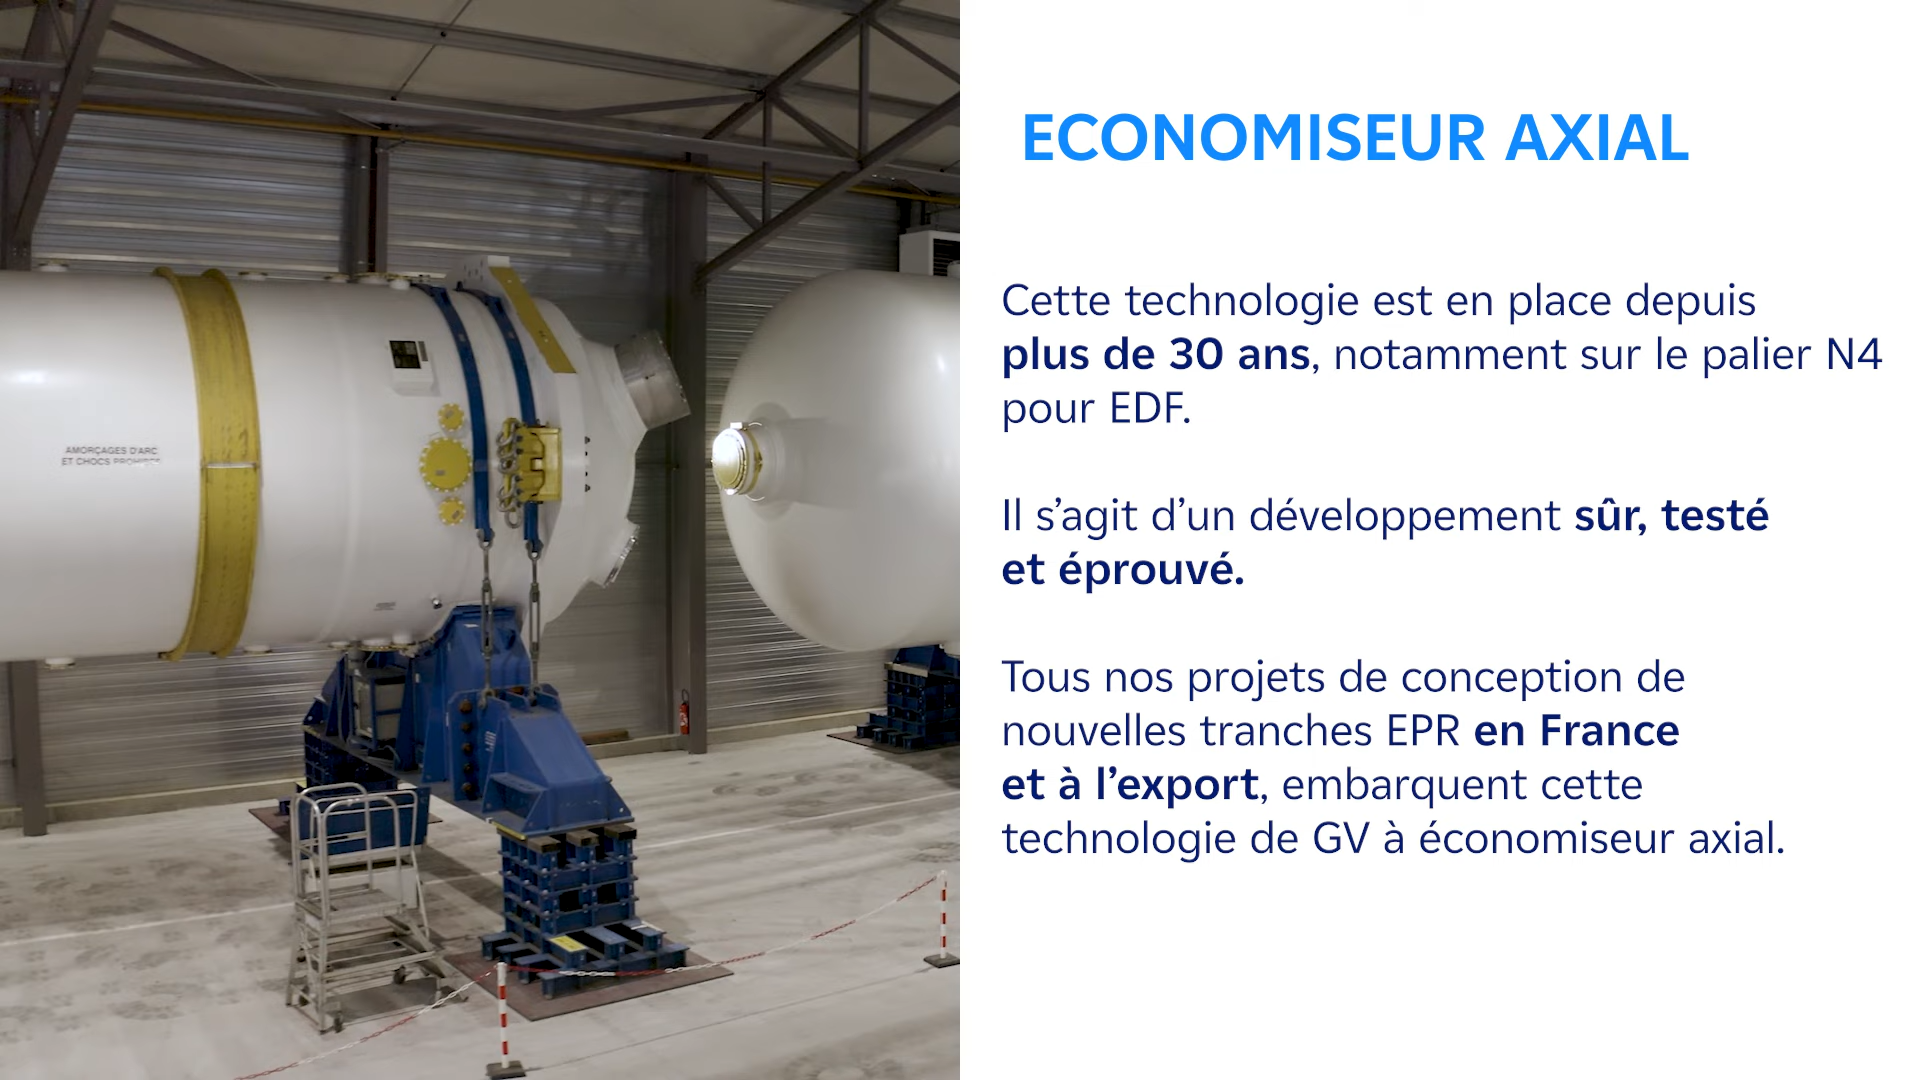 ECONOMISEUR AXIAL
Cette technologie est en place depuis
plus de 30 ans, notamment sur le palier N4
pour EDF.
Il s’agit d’un développement sûr, testé
et éprouvé.
Tous nos projets de conception de
nouvelles tranches EPR en France
et à l’export, embarquent cette
technologie de GV à économiseur axial.
AMORÇAGES D'ARC
ET CHOCS PROHIBES